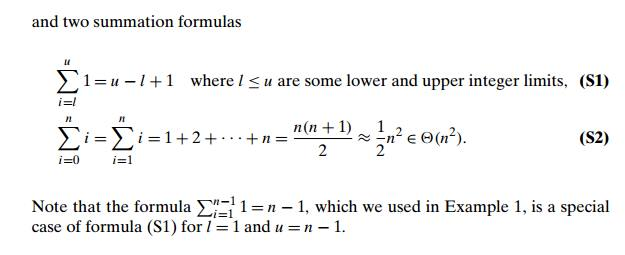 and two summation formulas
u
∑ 1 = u − l + 1 where l ≤ u are some lower and upper integer limits, (S1)
i=l
n n
∑ i = ∑ i = 1 + 2 + ⋯ + n = n(n + 1)/2 ≈ 1/2 n² ∈ Θ(n²). (S2)
i=0 i=1
Note that the formula ∑ⁿ⁻¹ᵢ₌₁ 1 = n − 1, which we used in Example 1, is a special
case of formula (S1) for l = 1 and u = n − 1.